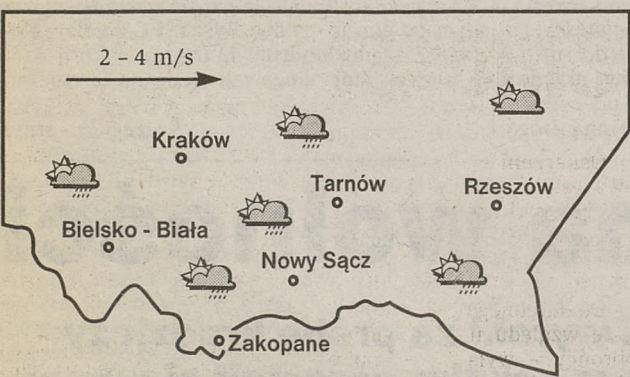 2 – 4 m/s
Kraków
Tarnów
Rzeszów
Bielsko - Biała
Nowy Sącz
Zakopane